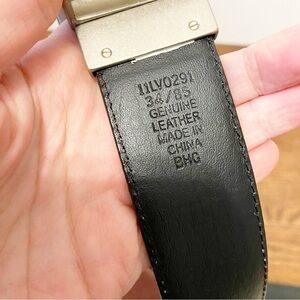 11LV0291
34/85
GENUINE
LEATHER
MADE IN
CHINA
BHG